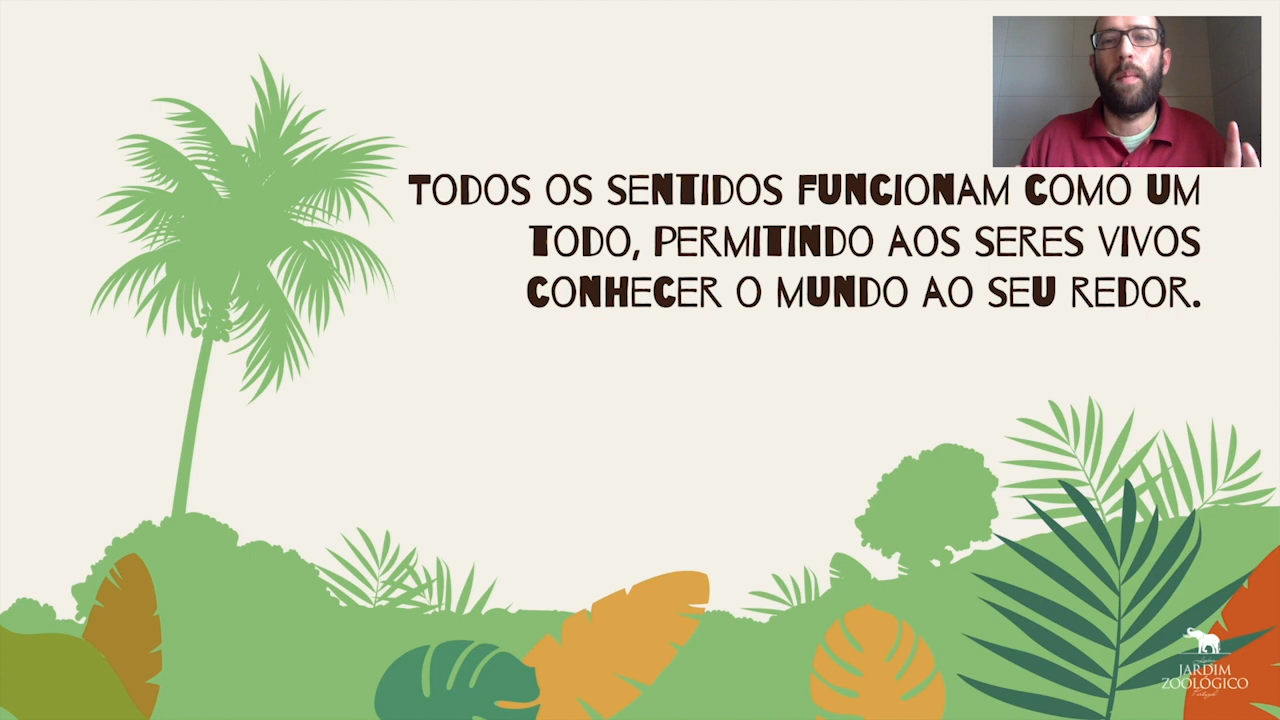 TODOS OS SENTIDOS FUNCIONAM COMO UM
TODO, PERMITINDO AOS SERES VIVOS
CONHECER O MUNDO AO SEU REDOR.
JARDIM
ZOOLÓGICO